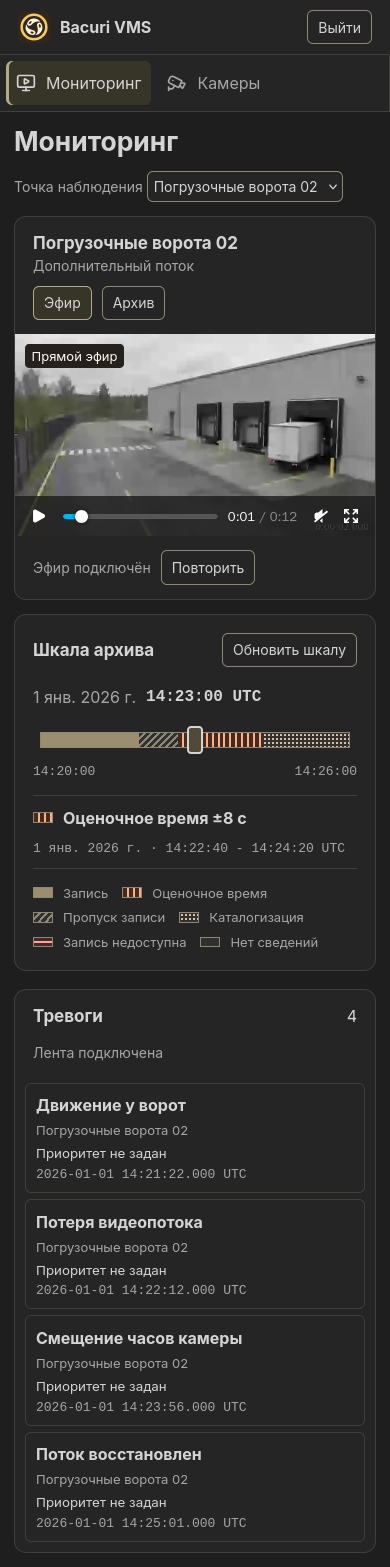 Bacuri VMS
Выйти
Мониторинг
Камеры
Мониторинг
Точка наблюдения
Погрузочные ворота 02
Погрузочные ворота 02
Дополнительный поток
Эфир
Архив
Прямой эфир
0:01 / 0:12
Эфир подключён
Повторить
Шкала архива
Обновить шкалу
1 янв. 2026 г. 14:23:00 UTC
14:20:00
14:26:00
Оценочное время ±8 с
1 янв. 2026 г. · 14:22:40 - 14:24:20 UTC
Запись
Оценочное время
Пропуск записи
Каталогизация
Запись недоступна
Нет сведений
Тревоги
4
Лента подключена
Движение у ворот
Погрузочные ворота 02
Приоритет не задан
2026-01-01 14:21:22.000 UTC
Потеря видеопотока
Погрузочные ворота 02
Приоритет не задан
2026-01-01 14:22:12.000 UTC
Смещение часов камеры
Погрузочные ворота 02
Приоритет не задан
2026-01-01 14:23:56.000 UTC
Поток восстановлен
Погрузочные ворота 02
Приоритет не задан
2026-01-01 14:25:01.000 UTC